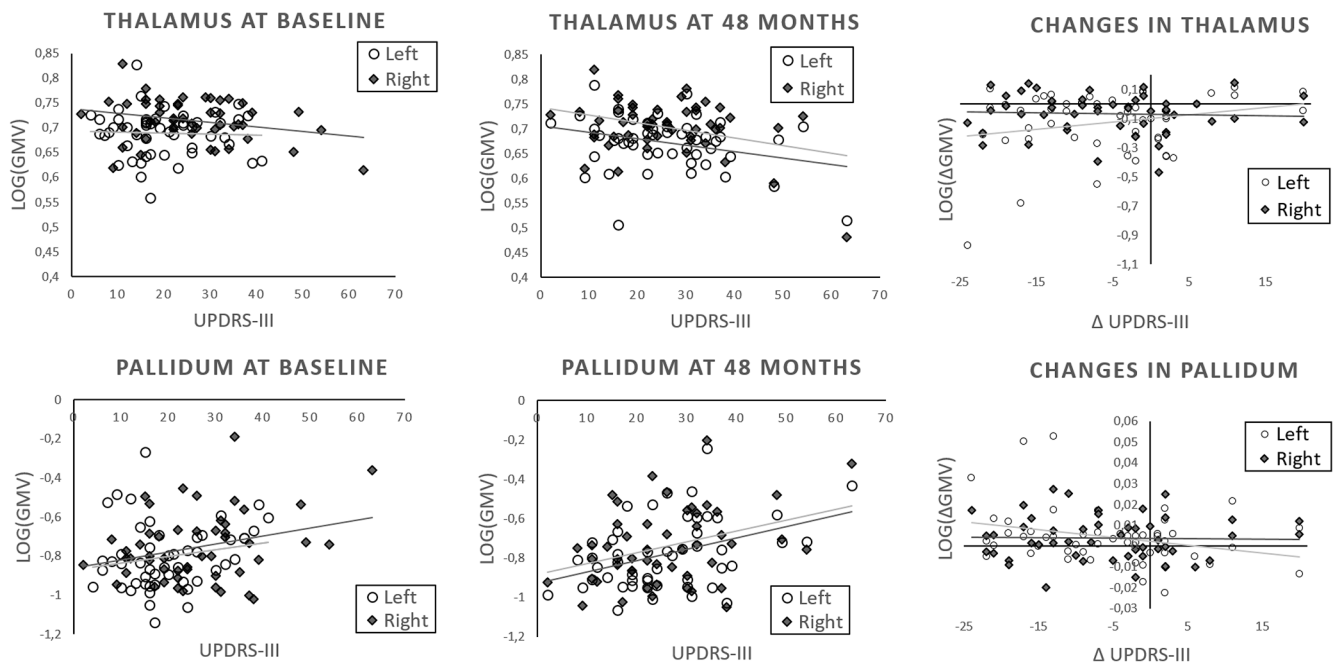 THALAMUS AT BASELINE
LOG(GMV)
0,85
0,8
0,75
0,7
0,65
0,6
0,55
0,5
0,45
0,4
0 10 20 30 40 50 60 70
UPDRS-III
Left
Right
THALAMUS AT 48 MONTHS
LOG(GMV)
0,85
0,8
0,75
0,7
0,65
0,6
0,55
0,5
0,45
0,4
0 10 20 30 40 50 60 70
UPDRS-III
Left
Right
CHANGES IN THALAMUS
LOG(ΔGMV)
0,1
-0,1
-0,3
-0,5
-0,7
-0,9
-1,1
-25 -15 -5 5 15
Δ UPDRS-III
Left
Right
PALLIDUM AT BASELINE
LOG(GMV)
0
-0,2
-0,4
-0,6
-0,8
-1
-1,2
0 10 20 30 40 50 60 70
UPDRS-III
Left
Right
PALLIDUM AT 48 MONTHS
LOG(GMV)
0
-0,2
-0,4
-0,6
-0,8
-1
-1,2
0 10 20 30 40 50 60 70
UPDRS-III
Left
Right
CHANGES IN PALLIDUM
LOG(ΔGMV)
0,06
0,05
0,04
0,03
0,02
0,01
-0,01
-0,02
-0,03
-25 -15 -5 5 15
Δ UPDRS-III
Left
Right